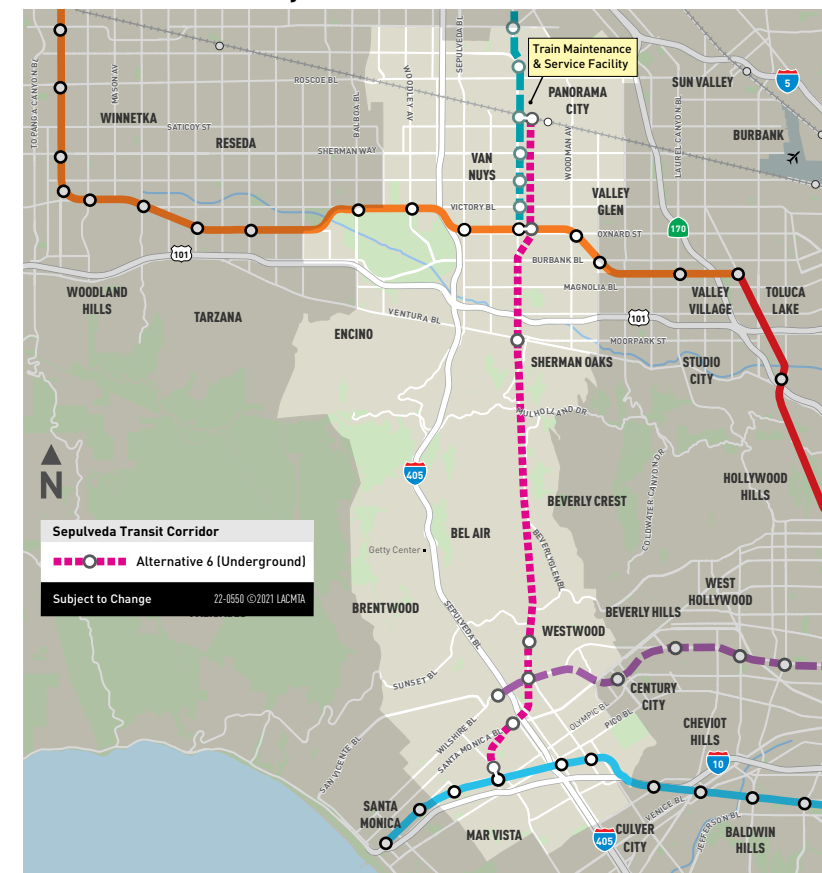 Train Maintenance
& Service Facility
SEPULVEDA BL
TOPANGA CANYON BL
MASON AV
WINNETKA
ROSCOE BL
BALBOA BL
WOODLEY AV
PANORAMA
CITY
SUN VALLEY
5
SATICOY ST
RESEDA
SHERMAN WAY
VAN
NUYS
WOODMAN AV
LAUREL CANYON BL
BURBANK
VALLEY
GLEN
VICTORY BL
OXNARD ST
170
101
BURBANK BL
MAGNOLIA BL
WOODLAND
HILLS
TARZANA
VENTURA BL
ENCINO
VALLEY
VILLAGE
TOLUCA
LAKE
101
MOORPARK ST
SHERMAN OAKS
STUDIO
CITY
MULHOLLAND DR
N
405
COLDWATER CANYON DR
HOLLYWOOD
HILLS
BEVERLY CREST
Sepulveda Transit Corridor
Alternative 6 (Underground)
Subject to Change
22-0550 ©2021 LACMTA
BEL AIR
Getty Center
BEVERLY GLEN BL
BRENTWOOD
SEPULVEDA BL
WEST
HOLLYWOOD
BEVERLY HILLS
WESTWOOD
SUNSET BL
CENTURY
CITY
WILSHIRE BL
SANTA MONICA BL
OLYMPIC BL
PICO BL
CHEVIOT
HILLS
10
SAN VICENTE BL
SANTA
MONICA
MAR VISTA
VENICE BL
JEFFERSON BL
405
CULVER
CITY
BALDWIN
HILLS